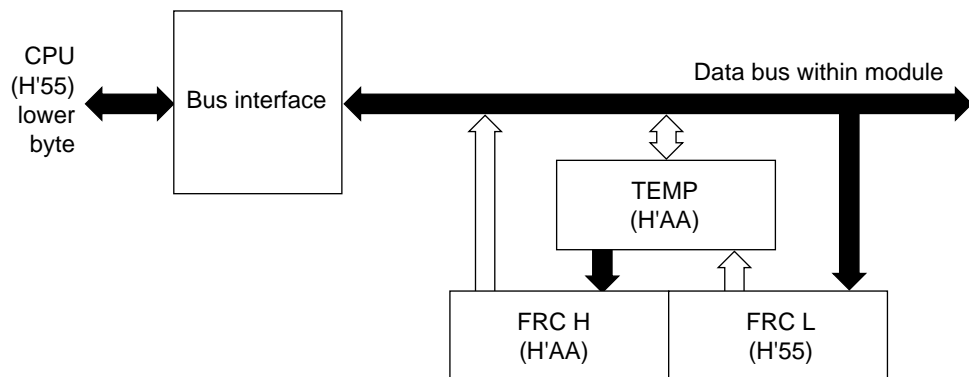 CPU
(H'55)
lower
byte
Bus interface
Data bus within module
TEMP
(H'AA)
FRC H
(H'AA)
FRC L
(H'55)